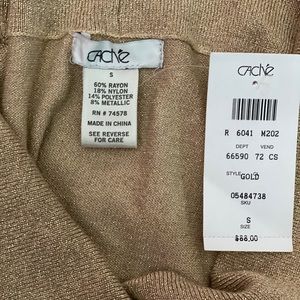 CACHÉ
S
60% RAYON
18% NYLON
14% POLYESTER
8% METALLIC
RN # 74578
MADE IN CHINA
SEE REVERSE
FOR CARE
CACHÉ
R 6041 M202
DEPT VEND
66590 72 CS
STYLE GOLD
05484738
SKU
S
SIZE
$88.00